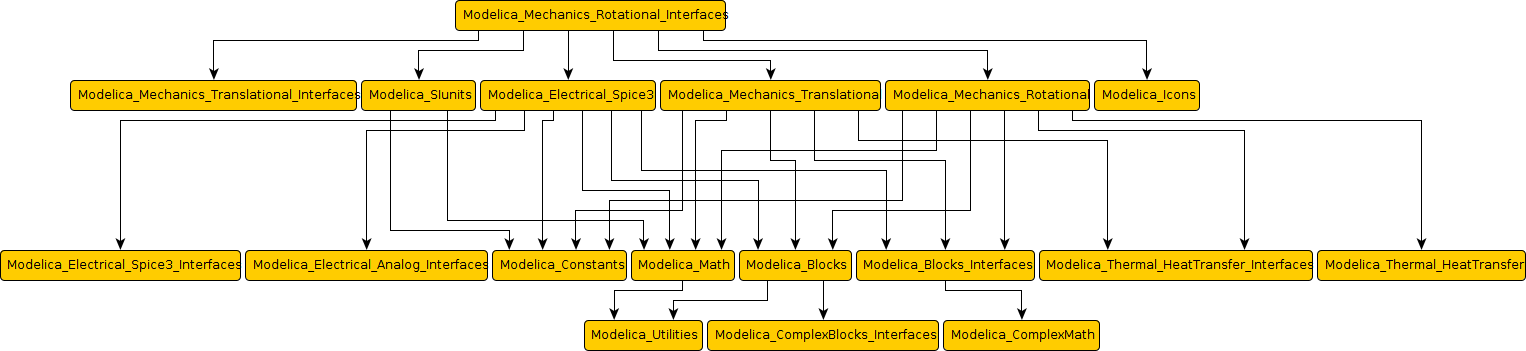 Modelica_Mechanics_Rotational_Interfaces
Modelica_Mechanics_Translational_Interfaces
Modelica_SIunits
Modelica_Electrical_Spice3
Modelica_Mechanics_Translational
Modelica_Mechanics_Rotational
Modelica_Icons
Modelica_Electrical_Spice3_Interfaces
Modelica_Electrical_Analog_Interfaces
Modelica_Constants
Modelica_Math
Modelica_Blocks
Modelica_Blocks_Interfaces
Modelica_Thermal_HeatTransfer_Interfaces
Modelica_Thermal_HeatTransfer
Modelica_Utilities
Modelica_ComplexBlocks_Interfaces
Modelica_ComplexMath